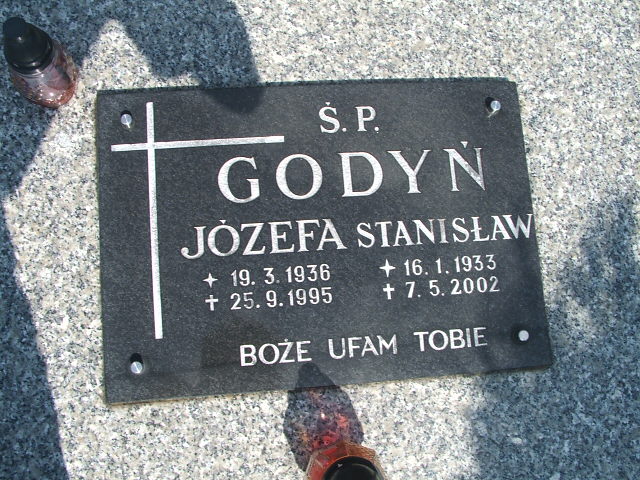 Ś. P.
GODYŃ
JÓZEFA STANISŁAW
✦ 19. 3. 1936 ✦ 16. 1. 1933
✝ 25. 9. 1995 ✝ 7. 5. 2002
BOŻE UFAM TOBIE